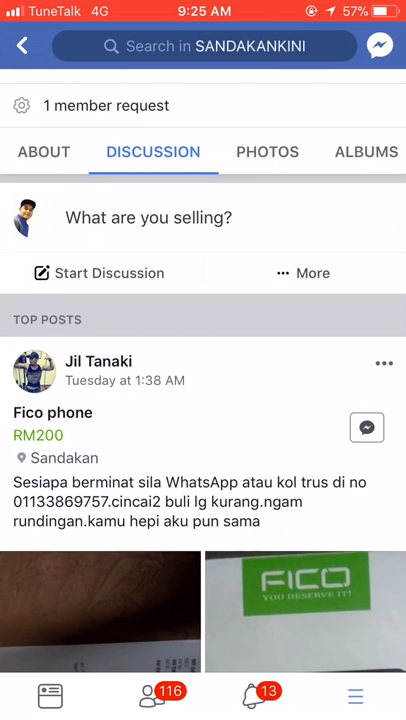 TuneTalk 4G 9:25 AM 57%
Search in SANDAKANKINI
1 member request
ABOUT DISCUSSION PHOTOS ALBUMS
What are you selling?
Start Discussion ••• More
TOP POSTS
Jil Tanaki
Tuesday at 1:38 AM
Fico phone
RM200
Sandakan
Sesiapa berminat sila WhatsApp atau kol trus di no
01133869757.cincai2 buli lg kurang.ngam
rundingan.kamu hepi aku pun sama
FICO
YOU DESERVE IT!
116 13